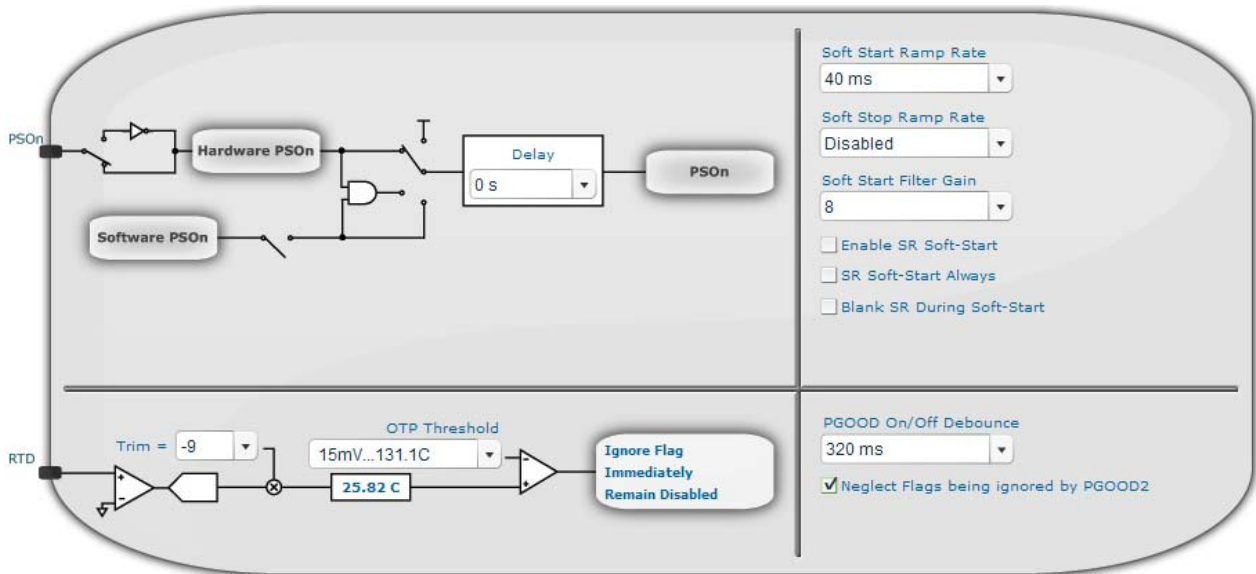 PSOn
Hardware PSOn
Delay
0 s
PSOn
Software PSOn
Soft Start Ramp Rate
40 ms
Soft Stop Ramp Rate
Disabled
Soft Start Filter Gain
8
Enable SR Soft-Start
SR Soft-Start Always
Blank SR During Soft-Start
RTD
Trim =
-9
OTP Threshold
15mV...131.1C
25.82 C
Ignore Flag
Immediately
Remain Disabled
PGOOD On/Off Debounce
320 ms
Neglect Flags being ignored by PGOOD2